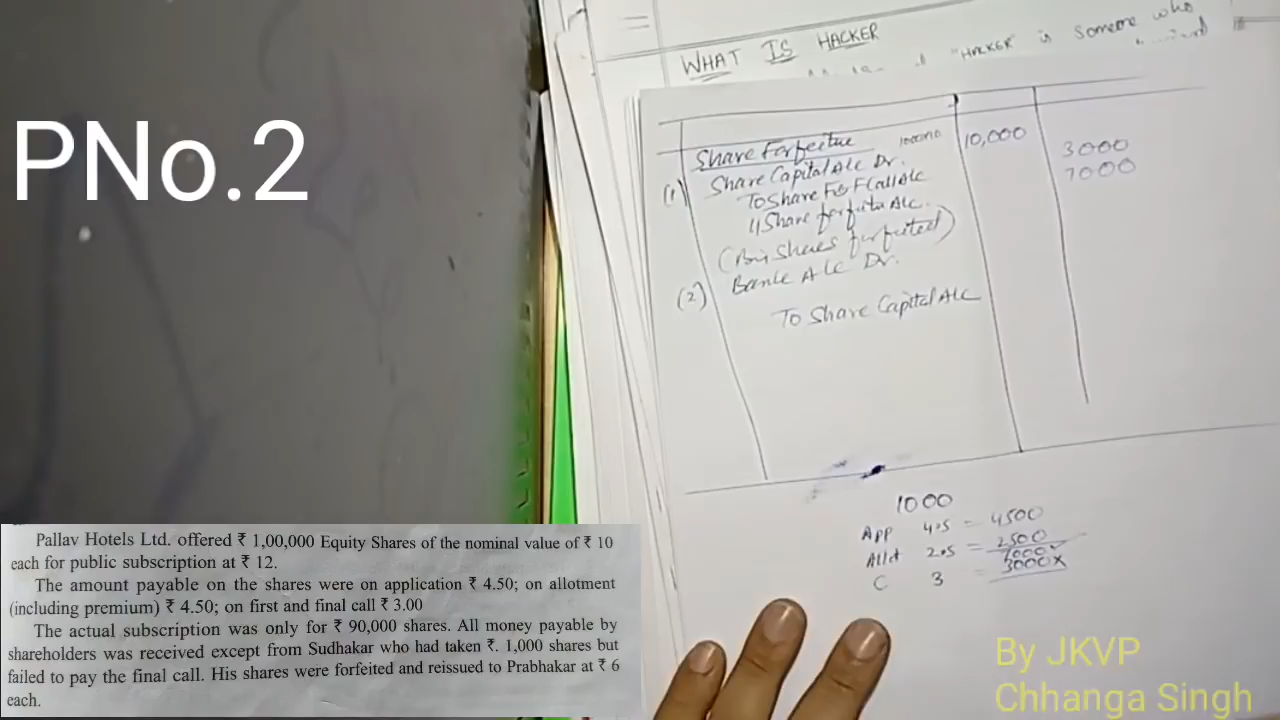 PNo.2
WHAT IS HACKER
"HACKER" is someone who
Share Forfeitue
10,000
3000
(1) Share Capital A/c Dr.
7000
To Share F&F Call A/c
(Bing Shares forfeited)
(2) Bank A/c Dr.
To Share Capital A/c
1000
App 4.5 = 4500
Allot 2.5 = 2500
7000 ✓
C 3 = 3000 x
Pallav Hotels Ltd. offered ₹ 1,00,000 Equity Shares of the nominal value of ₹ 10
each for public subscription at ₹ 12.
The amount payable on the shares were on application ₹ 4.50; on allotment
(including premium) ₹ 4.50; on first and final call ₹ 3.00
The actual subscription was only for ₹ 90,000 shares. All money payable by
shareholders was received except from Sudhakar who had taken ₹. 1,000 shares but
failed to pay the final call. His shares were forfeited and reissued to Prabhakar at ₹ 6
each.
By JKVP
Chhanga Singh